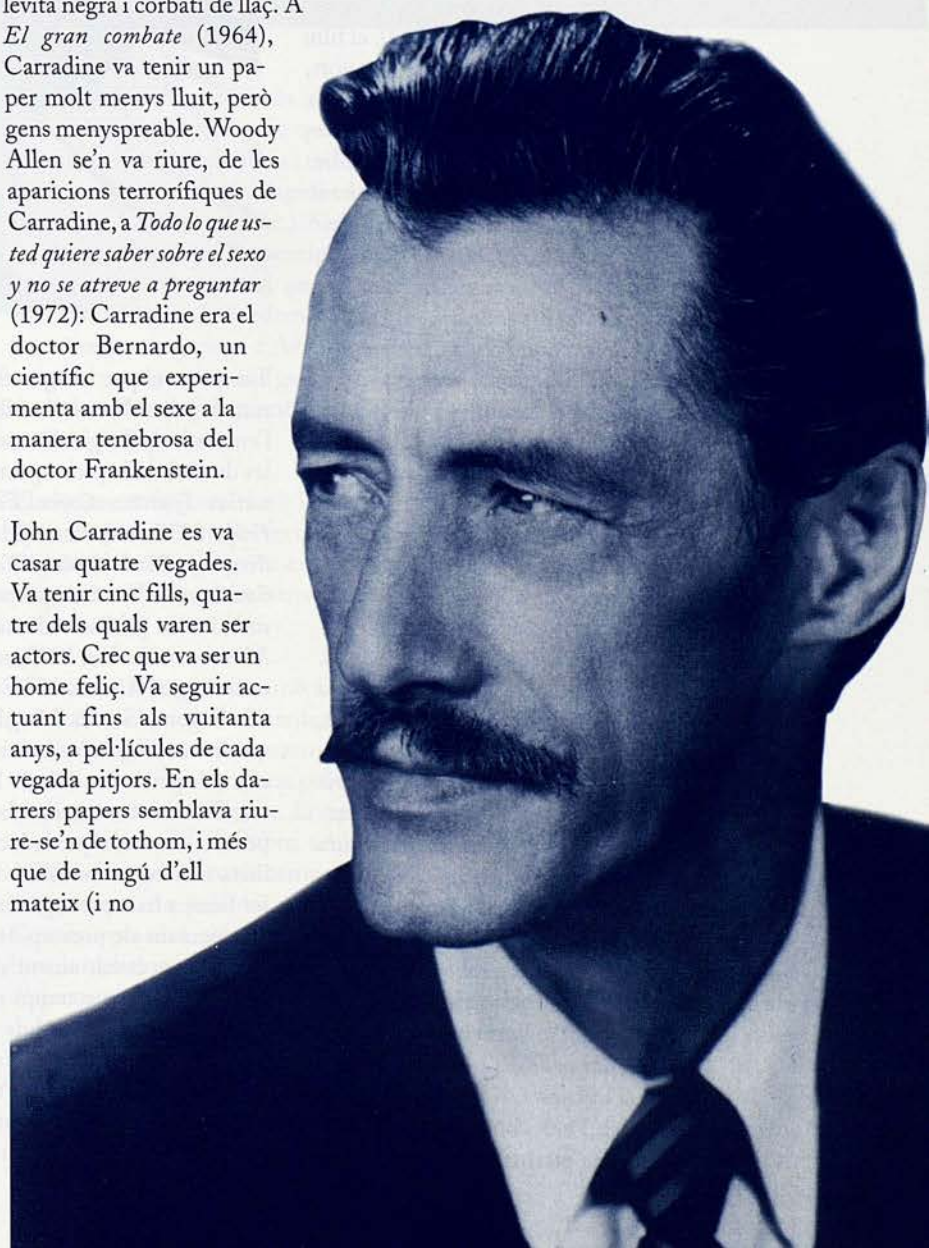 levita negra i corbatí de llaç. A
El gran combate (1964),
Carradine va tenir un pa-
per molt menys lluit, però
gens menyspreable. Woody
Allen se'n va riure, de les
aparicions terrorífiques de
Carradine, a Todo lo que us-
ted quiere saber sobre el sexo
y no se atreve a preguntar
(1972): Carradine era el
doctor Bernardo, un
científic que experi-
menta amb el sexe a la
manera tenebrosa del
doctor Frankenstein.
John Carradine es va
casar quatre vegades.
Va tenir cinc fills, qua-
tre dels quals varen ser
actors. Crec que va ser un
home feliç. Va seguir ac-
tuant fins als vuitanta
anys, a pel·lícules de cada
vegada pitjors. En els da-
rrers papers semblava riu-
re-se'n de tothom, i més
que de ningú d'ell
mateix (i no